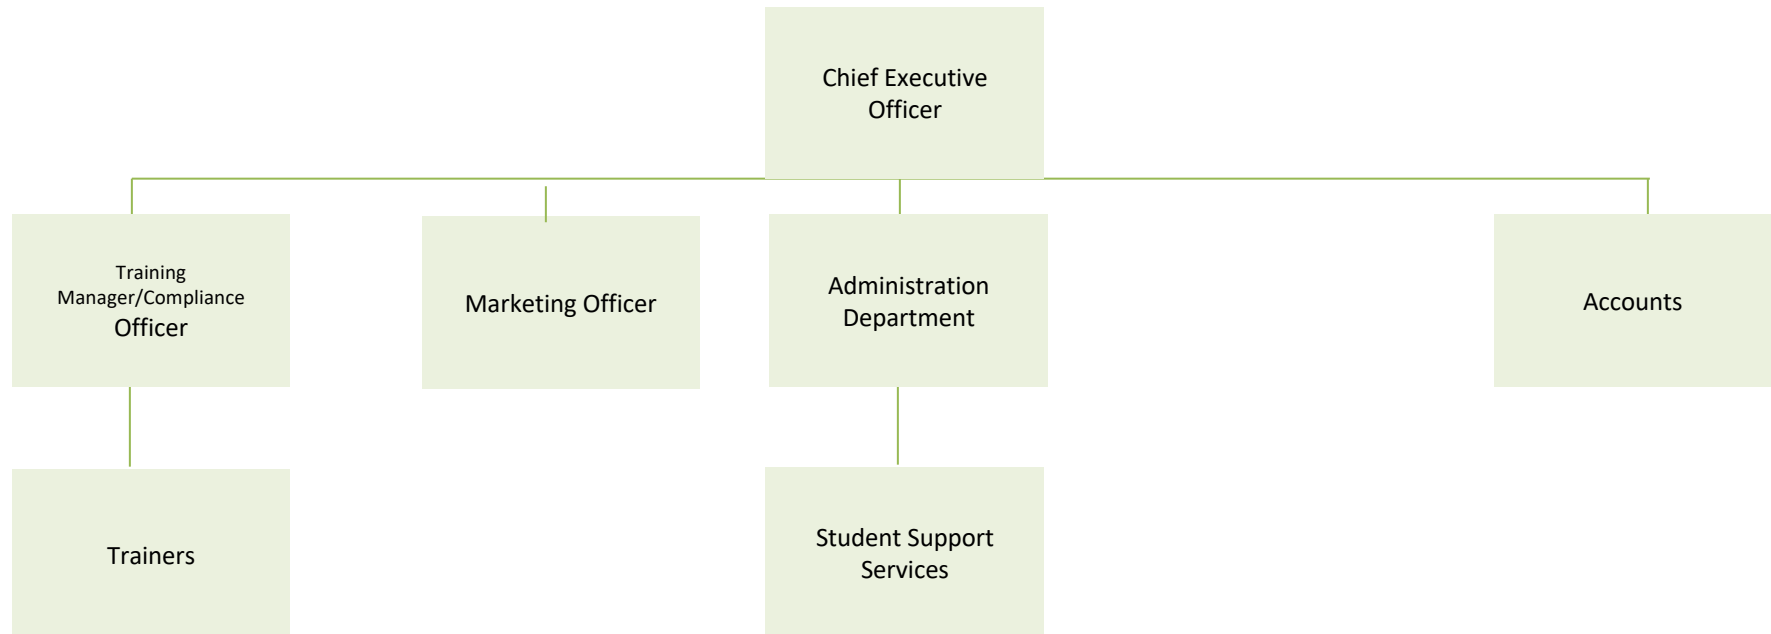 Chief Executive
Officer
Training
Manager/Compliance
Officer
Marketing Officer
Administration
Department
Accounts
Trainers
Student Support
Services